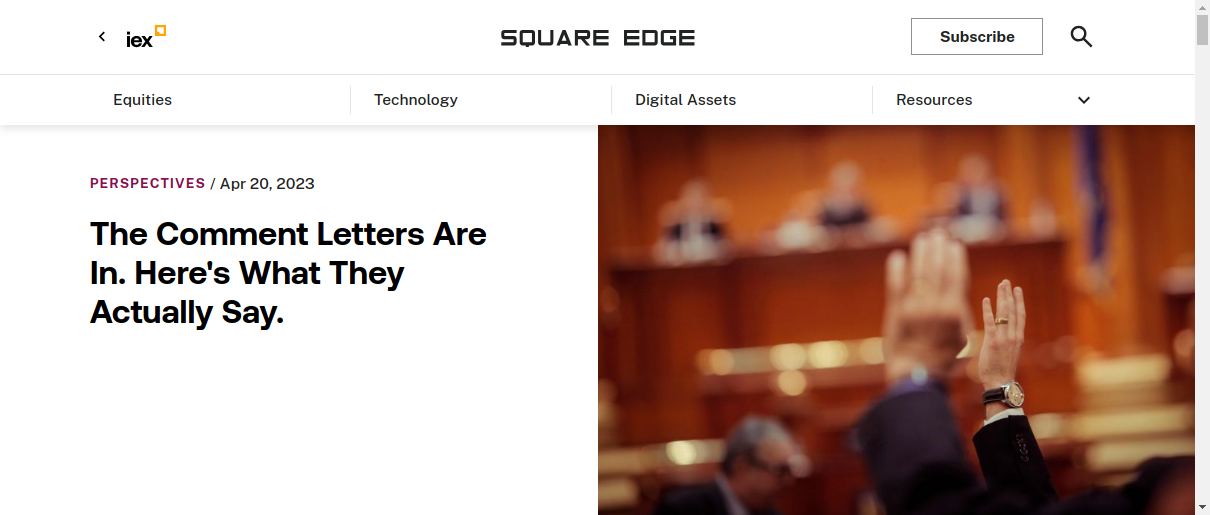 iex
SQUARE EDGE
Subscribe
Equities
Technology
Digital Assets
Resources
PERSPECTIVES / Apr 20, 2023
The Comment Letters Are
In. Here's What They
Actually Say.